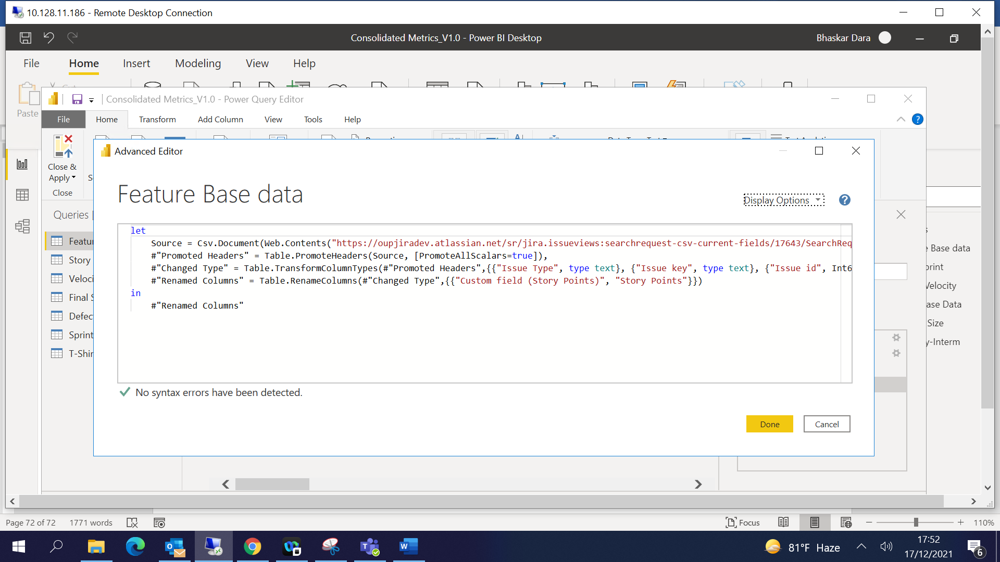 10.128.11.186 - Remote Desktop Connection
Consolidated Metrics_V1.0 - Power BI Desktop
Bhaskar Dara
File Home Insert Modeling View Help
Paste
Consolidated Metrics_V1.0 - Power Query Editor
File Home Transform Add Column View Tools Help
Close &
Apply
Close
Advanced Editor
Feature Base data
Display Options
Queries
let
Source = Csv.Document(Web.Contents("https://oupjiradev.atlassian.net/sr/jira.issueviews:searchrequest-csv-current-fields/17643/SearchReq
#"Promoted Headers" = Table.PromoteHeaders(Source, [PromoteAllScalars=true]),
#"Changed Type" = Table.TransformColumnTypes(#"Promoted Headers",{{"Issue Type", type text}, {"Issue key", type text}, {"Issue id", Int6
#"Renamed Columns" = Table.RenameColumns(#"Changed Type",{{"Custom field (Story Points)", "Story Points"}})
in
#"Renamed Columns"
Featur
Story
Veloci
Final S
Defec
Sprint
T-Shir
e Base data
print
Velocity
ase Data
Size
y-Interm
No syntax errors have been detected.
Done Cancel
Page 72 of 72 1771 words
Focus
110%
81°F Haze
17:52
17/12/2021
6